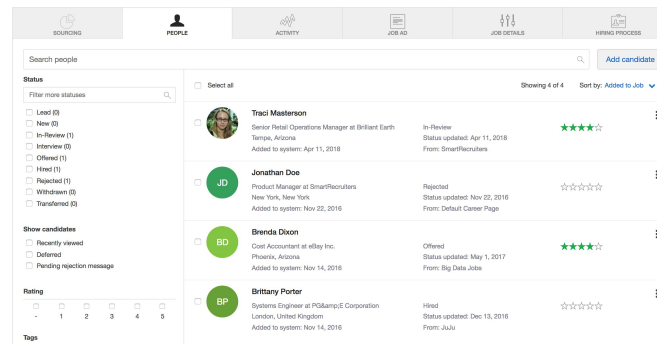 SOURCING
PEOPLE
ACTIVITY
JOB AD
JOB DETAILS
HIRING PROCESS
Search people
Add candidate
Status
Filter more statuses
Lead (0)
New (0)
In-Review (1)
Interview (0)
Offered (1)
Hired (1)
Rejected (1)
Withdrawn (0)
Transferred (0)
Show candidates
Recently viewed
Deferred
Pending rejection message
Rating
- 1 2 3 4 5
Tags
Select all
Showing 4 of 4 Sort by: Added to Job
Traci Masterson
Senior Retail Operations Manager at Brilliant Earth
Tempe, Arizona
Added to system: Apr 11, 2018
In-Review
Status updated: Apr 11, 2018
From: SmartRecruiters
JD
Jonathan Doe
Product Manager at SmartRecruiters
New York, New York
Added to system: Nov 22, 2016
Rejected
Status updated: Nov 22, 2016
From: Default Career Page
BD
Brenda Dixon
Cost Accountant at eBay Inc.
Phoenix, Arizona
Added to system: Nov 14, 2016
Offered
Status updated: May 1, 2017
From: Big Data Jobs
BP
Brittany Porter
Systems Engineer at PG&amp;E Corporation
London, United Kingdom
Added to system: Nov 14, 2016
Hired
Status updated: Dec 13, 2016
From: JuJu